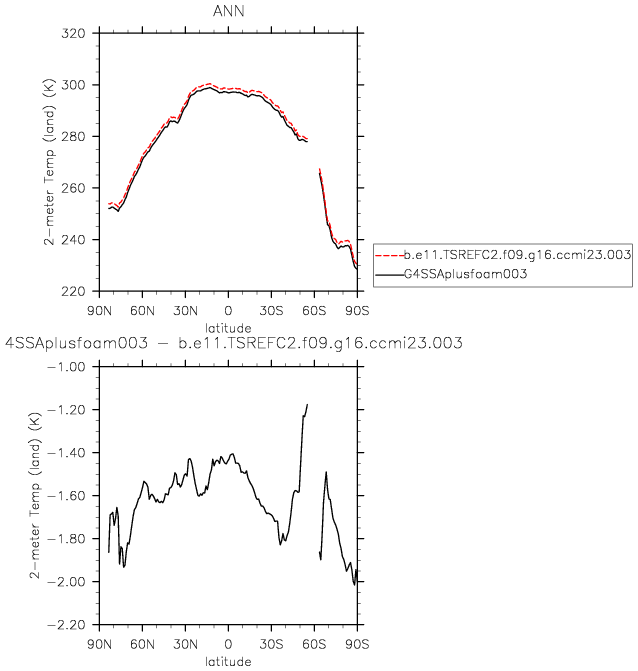 ANN
320
300
280
260
240
220
2-meter Temp (land) (K)
90N 60N 30N 0 30S 60S 90S
latitude
b.e11.TSREFC2.f09.g16.ccmi23.003
G4SSAplusfoam003
4SSAplusfoam003 - b.e11.TSREFC2.f09.g16.ccmi23.003
-1.00
-1.20
-1.40
-1.60
-1.80
-2.00
-2.20
2-meter Temp (land) (K)
90N 60N 30N 0 30S 60S 90S
latitude